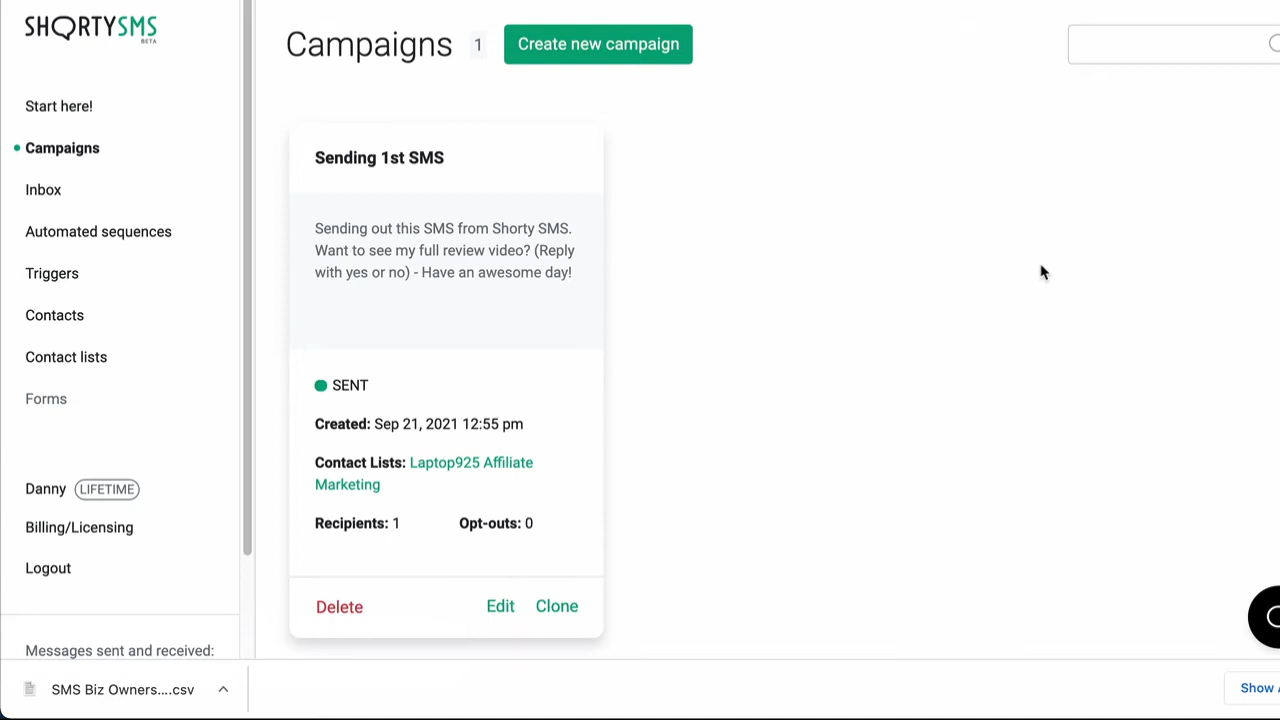 SHORTYSMS
BETA
Start here!
Campaigns
Inbox
Automated sequences
Triggers
Contacts
Contact lists
Forms
Danny LIFETIME
Billing/Licensing
Logout
Messages sent and received:
Campaigns 1 Create new campaign
Sending 1st SMS
Sending out this SMS from Shorty SMS.
Want to see my full review video? (Reply
with yes or no) - Have an awesome day!
SENT
Created: Sep 21, 2021 12:55 pm
Contact Lists: Laptop925 Affiliate
Marketing
Recipients: 1 Opt-outs: 0
Delete Edit Clone
SMS Biz Owners....csv
Show